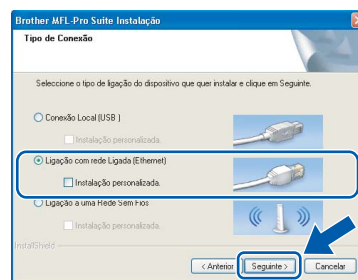 Brother MFL-Pro Suite Instalação
Tipo de Conexão
Seleccione o tipo de ligação do dispositivo que quer instalar e clique em Seguinte.
Conexão Local (USB )
Instalação personalizada.
Ligação com rede Ligada (Ethernet)
Instalação personalizada.
Ligação a uma Rede Sem Fios
InstallShield
< Anterior Seguinte > Cancelar